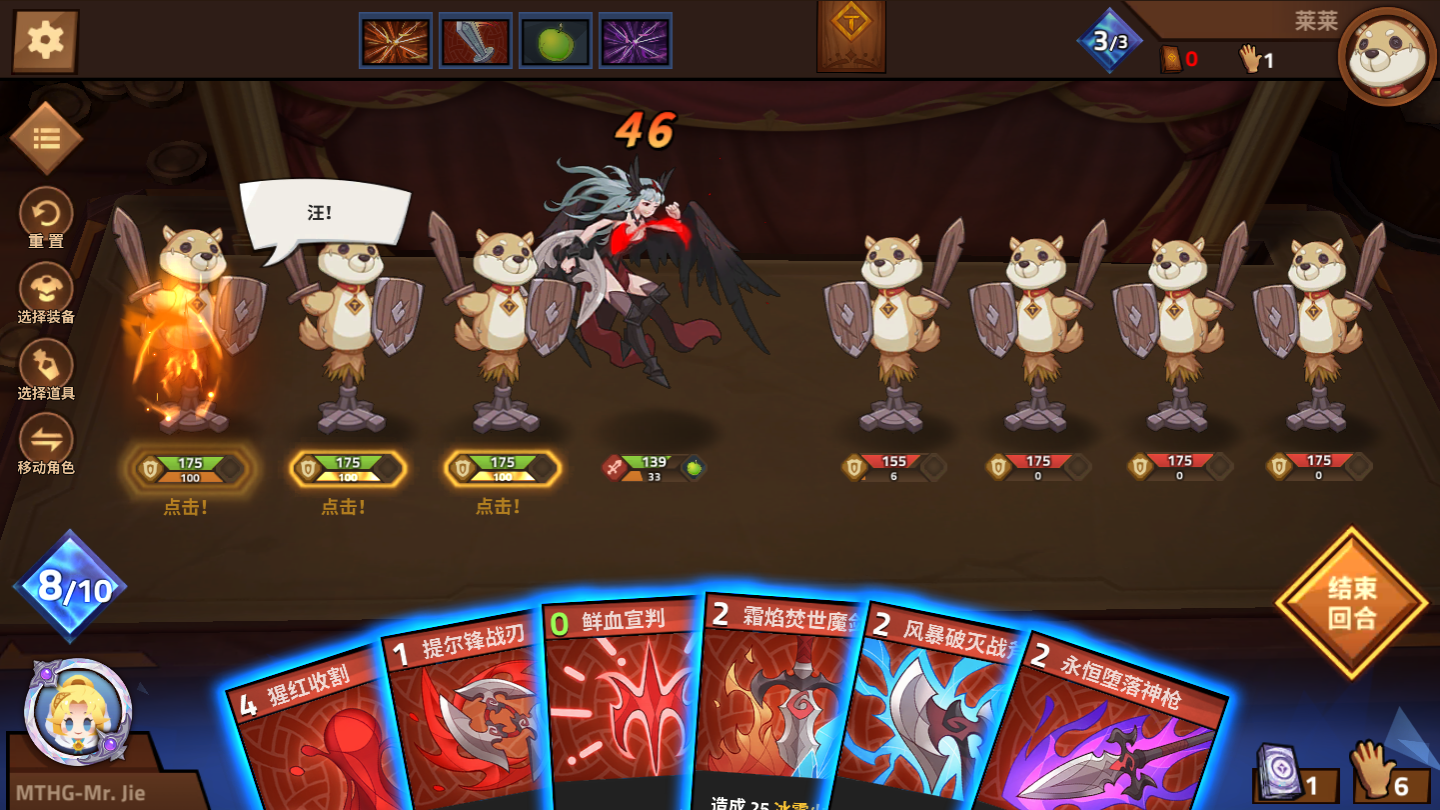 莱莱
3/3
0
1
46
汪!
重置
选择装备
选择道具
移动角色
175
100
175
100
175
100
139
33
155
6
175
0
175
0
175
0
点击!
点击!
点击!
8/10
结束
回合
4 猩红收割
1 提尔锋战刃
0 鲜血宣判
2 霜焰焚世魔
2 风暴破灭战
2 永恒堕落神枪
造成 25 冰霜
MTHG-Mr. Jie
1
6